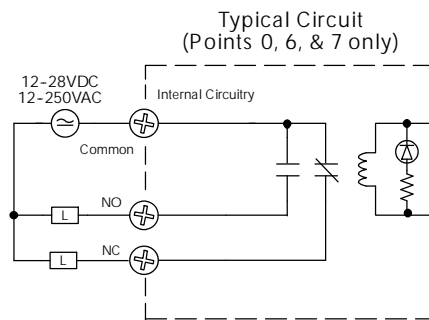 Typical Circuit
(Points 0, 6, & 7 only)
12-28VDC
12-250VAC
Internal Circuitry
Common
L
NO
L
NC